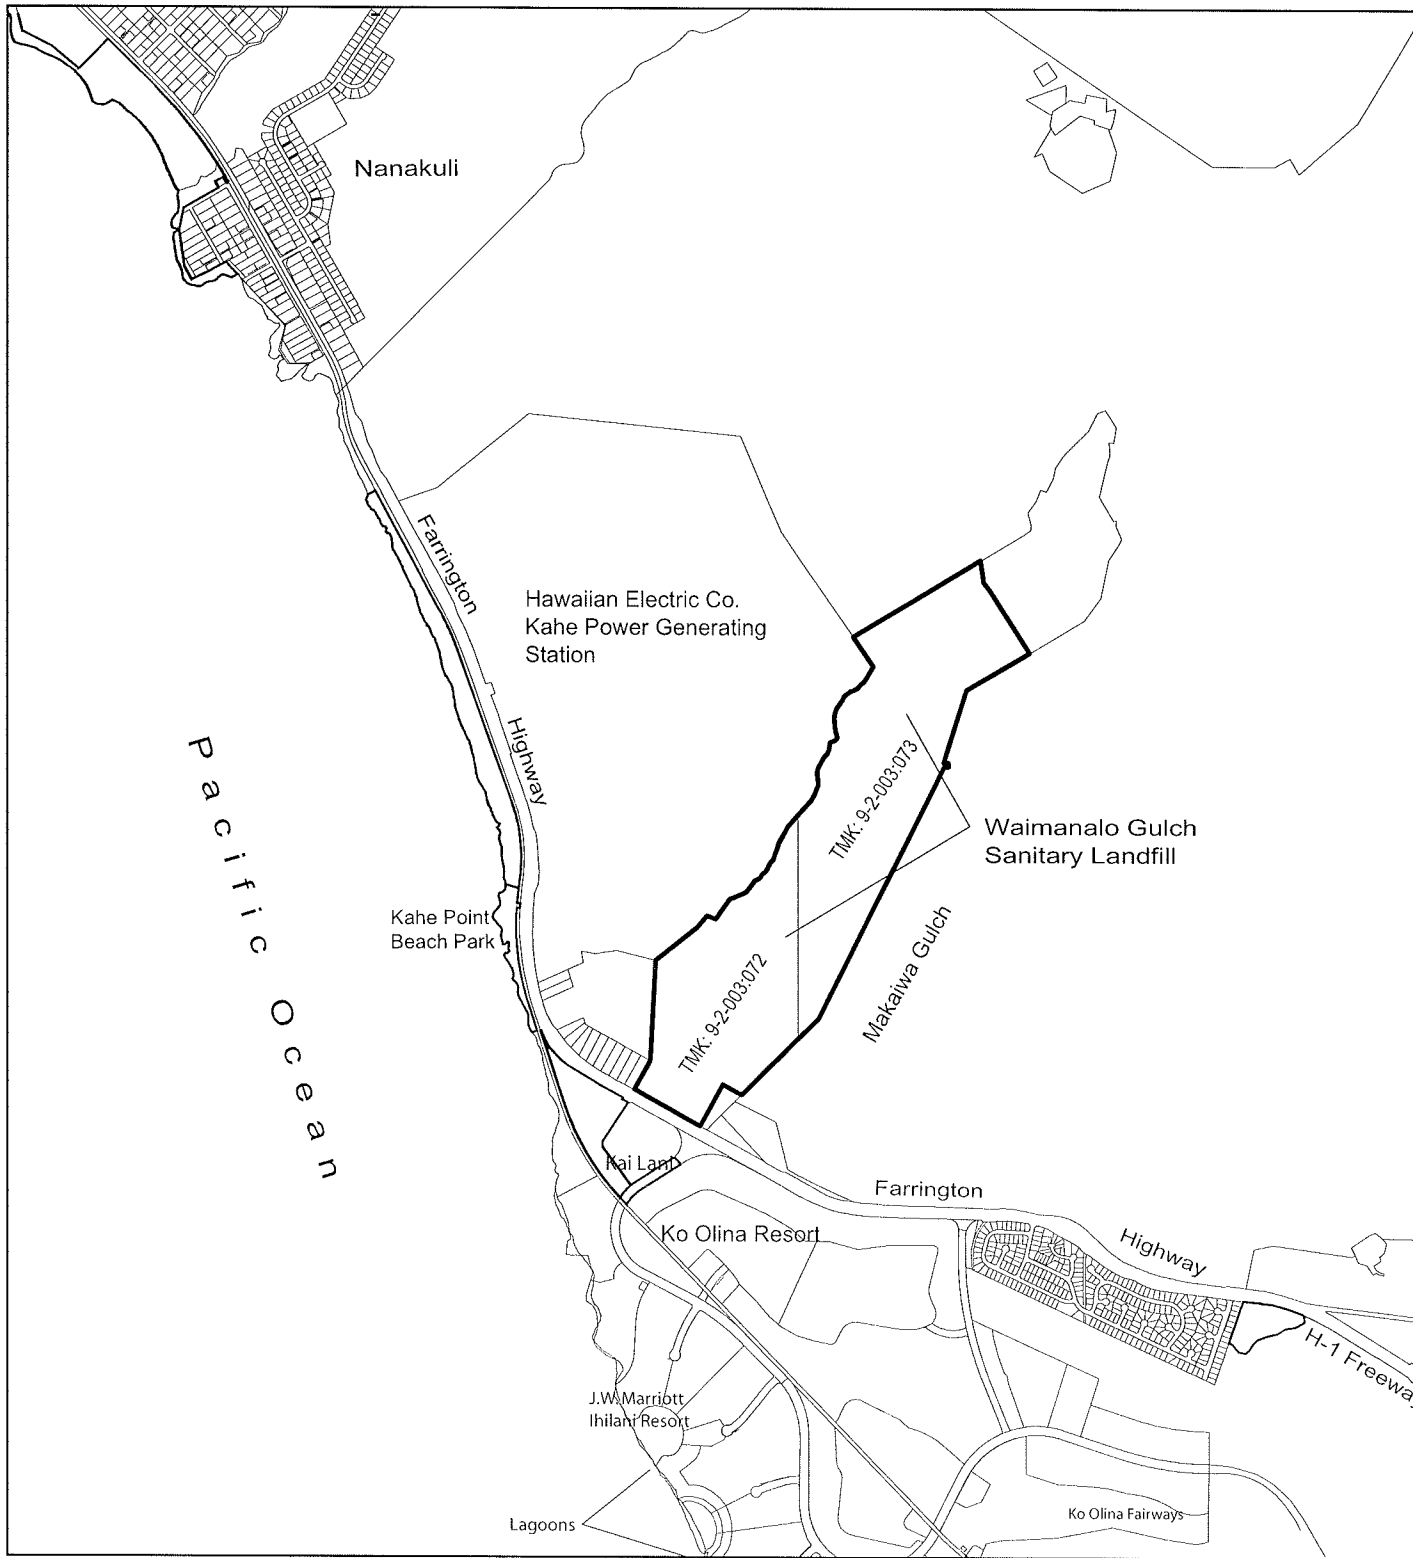 Nanakuli
Farrington
Highway
Hawaiian Electric Co.
Kahe Power Generating
Station
Pacific Ocean
TMK: 9-2-003:073
Waimanalo Gulch
Sanitary Landfill
Kahe Point
Beach Park
TMK: 9-2-003:072
Makaiwa Gulch
Kai Lani
Farrington
Highway
Ko Olina Resort
H-1 Freeway
J.W. Marriott
Ihilani Resort
Lagoons
Ko Olina Fairways